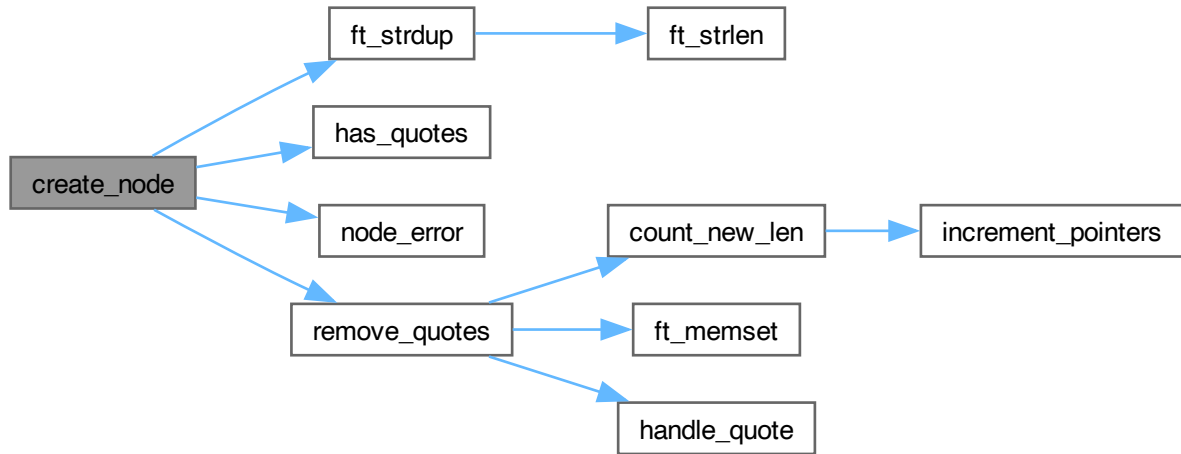 ft_strdup
ft_strlen
has_quotes
create_node
node_error
count_new_len
increment_pointers
remove_quotes
ft_memset
handle_quote